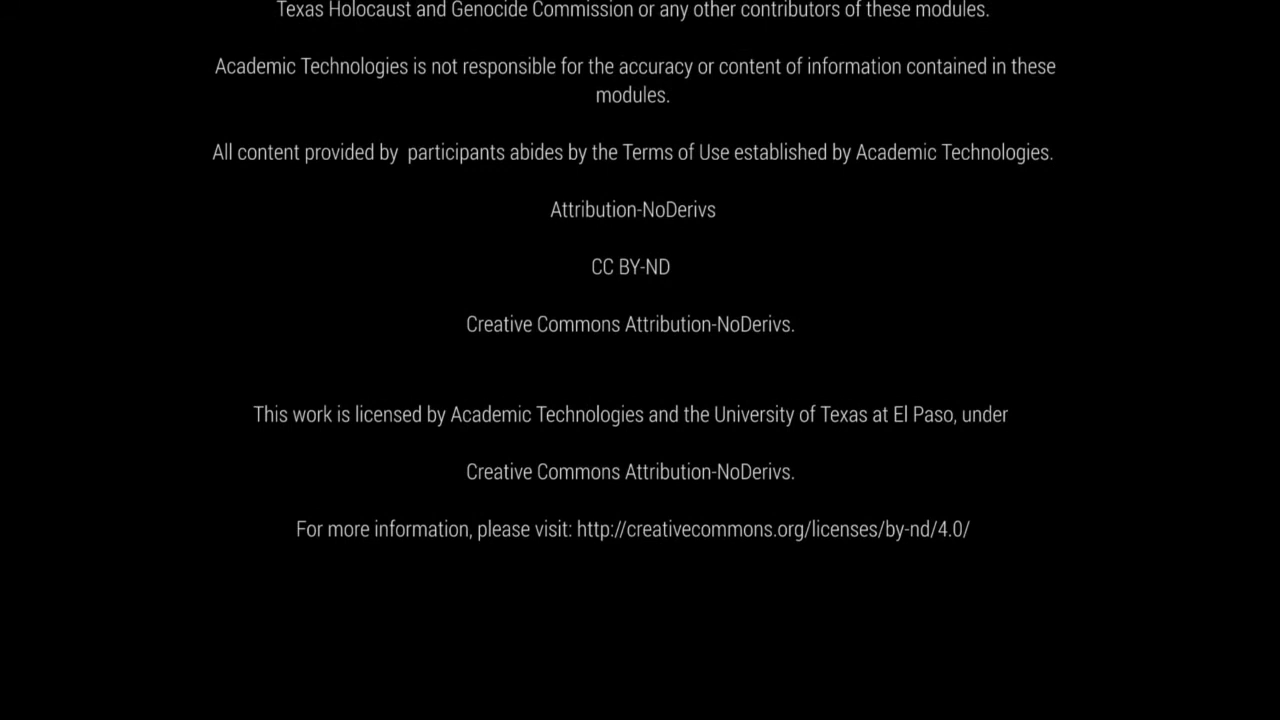 Texas Holocaust and Genocide Commission or any other contributors of these modules.
Academic Technologies is not responsible for the accuracy or content of information contained in these
modules.
All content provided by  participants abides by the Terms of Use established by Academic Technologies.
Attribution-NoDerivs
CC BY-ND
Creative Commons Attribution-NoDerivs.
This work is licensed by Academic Technologies and the University of Texas at El Paso, under
Creative Commons Attribution-NoDerivs.
For more information, please visit: http://creativecommons.org/licenses/by-nd/4.0/